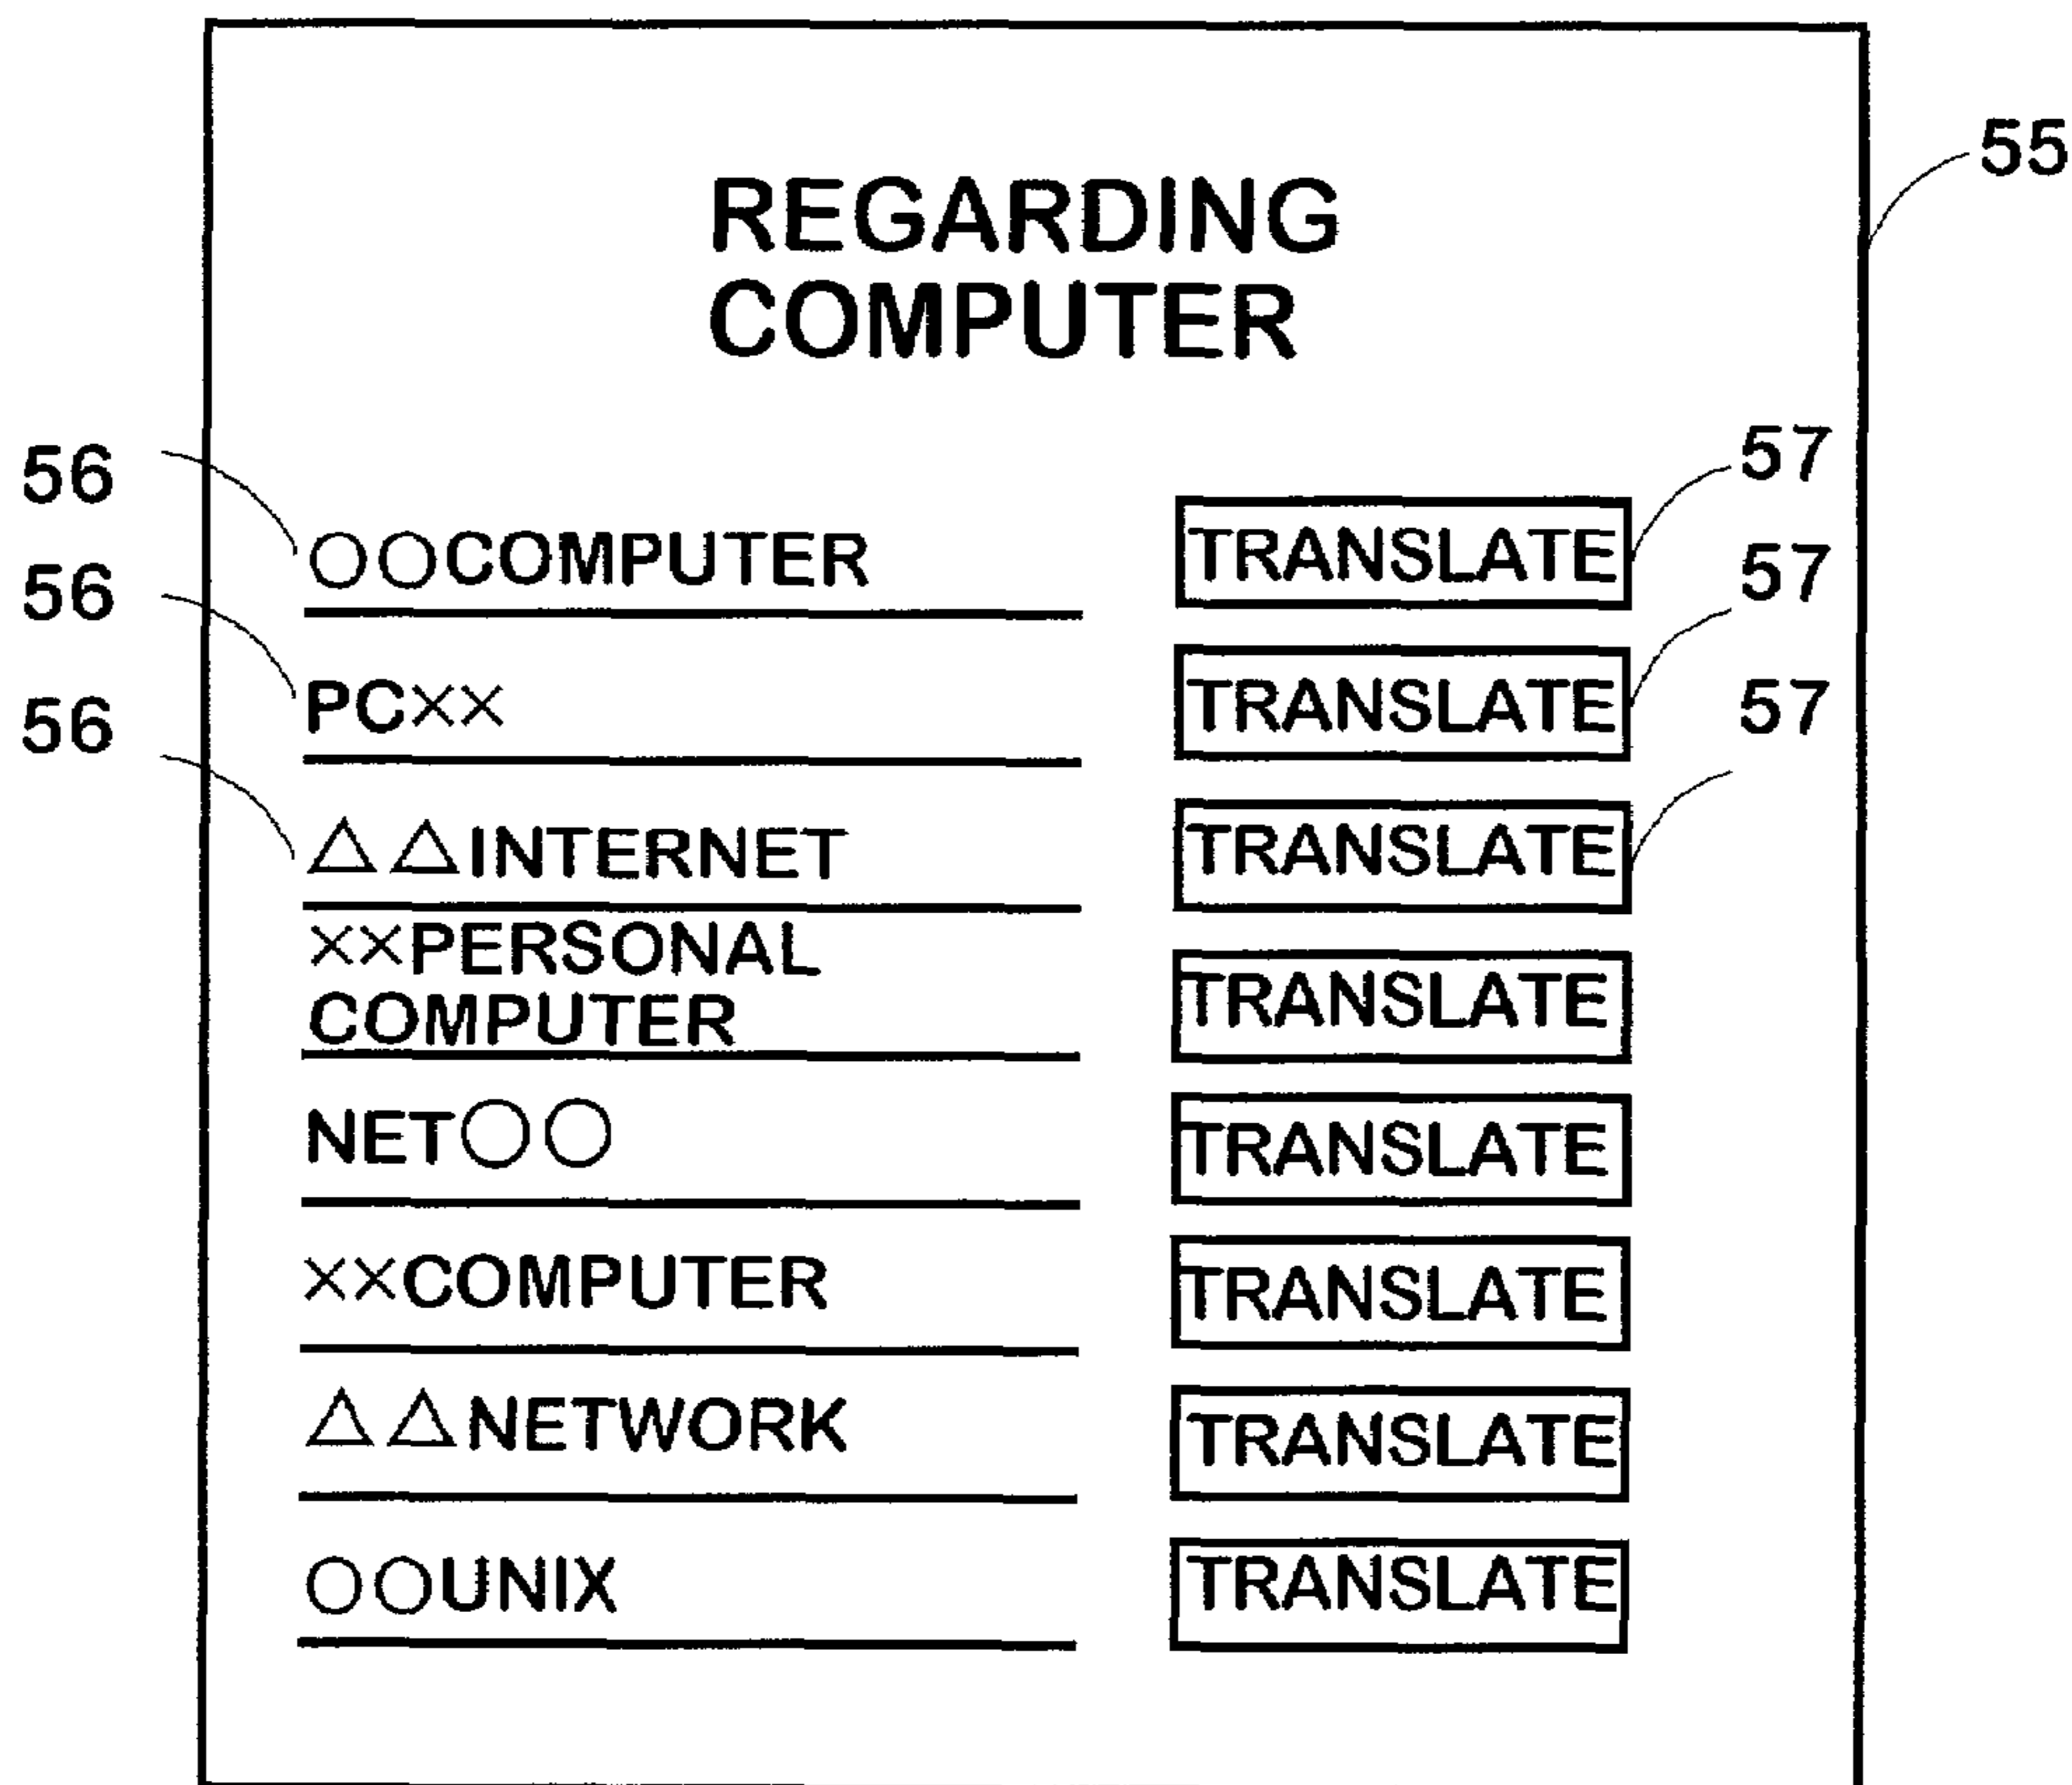 REGARDING
COMPUTER
55
56
○○COMPUTER
TRANSLATE
57
56
PC××
TRANSLATE
57
56
△△INTERNET
TRANSLATE
57
××PERSONAL
COMPUTER
TRANSLATE
NET○○
TRANSLATE
××COMPUTER
TRANSLATE
△△NETWORK
TRANSLATE
○○UNIX
TRANSLATE